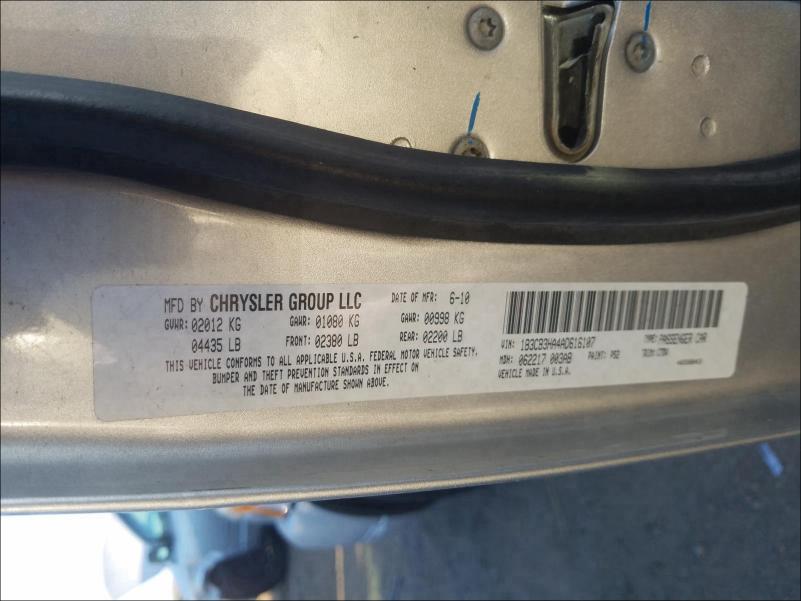 MFD BY CHRYSLER GROUP LLC DATE OF MFR: 6-10
GVWR: 02012 KG GAWR: 01080 KG GAWR: 00998 KG
04435 LB FRONT: 02380 LB REAR: 02200 LB
THIS VEHICLE CONFORMS TO ALL APPLICABLE U.S.A. FEDERAL MOTOR VEHICLE SAFETY,
BUMPER AND THEFT PREVENTION STANDARDS IN EFFECT ON
THE DATE OF MANUFACTURE SHOWN ABOVE.
VIN: 1B3CB3HA4AD616107 TYPE: PASSENGER CAR
MDH: 062217 003AB PAINT: PS2 TRIM:
VEHICLE MADE IN U.S.A.